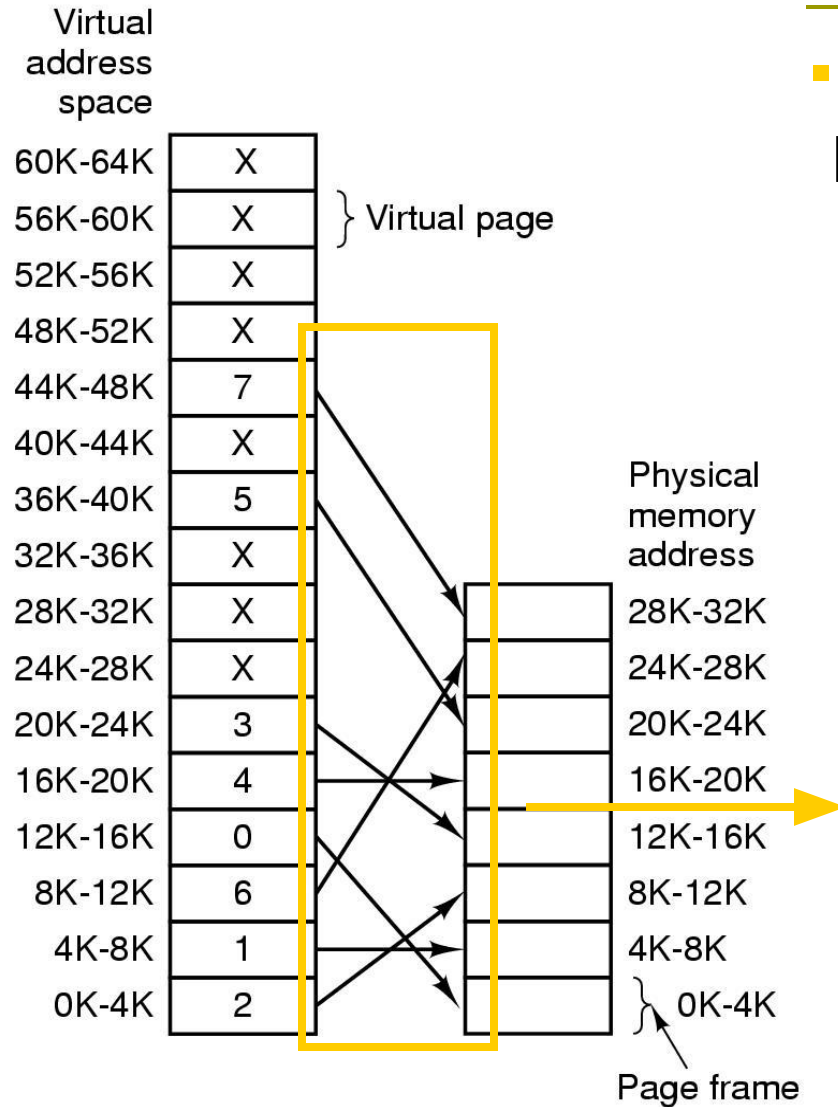 Virtual
address
space
60K-64K X
56K-60K X Virtual page
52K-56K X
48K-52K X
44K-48K 7
40K-44K X
36K-40K 5
32K-36K X
28K-32K X
24K-28K X
20K-24K 3
16K-20K 4
12K-16K 0
8K-12K 6
4K-8K 1
0K-4K 2
Physical
memory
address
28K-32K
24K-28K
20K-24K
16K-20K
12K-16K
8K-12K
4K-8K
0K-4K
Page frame